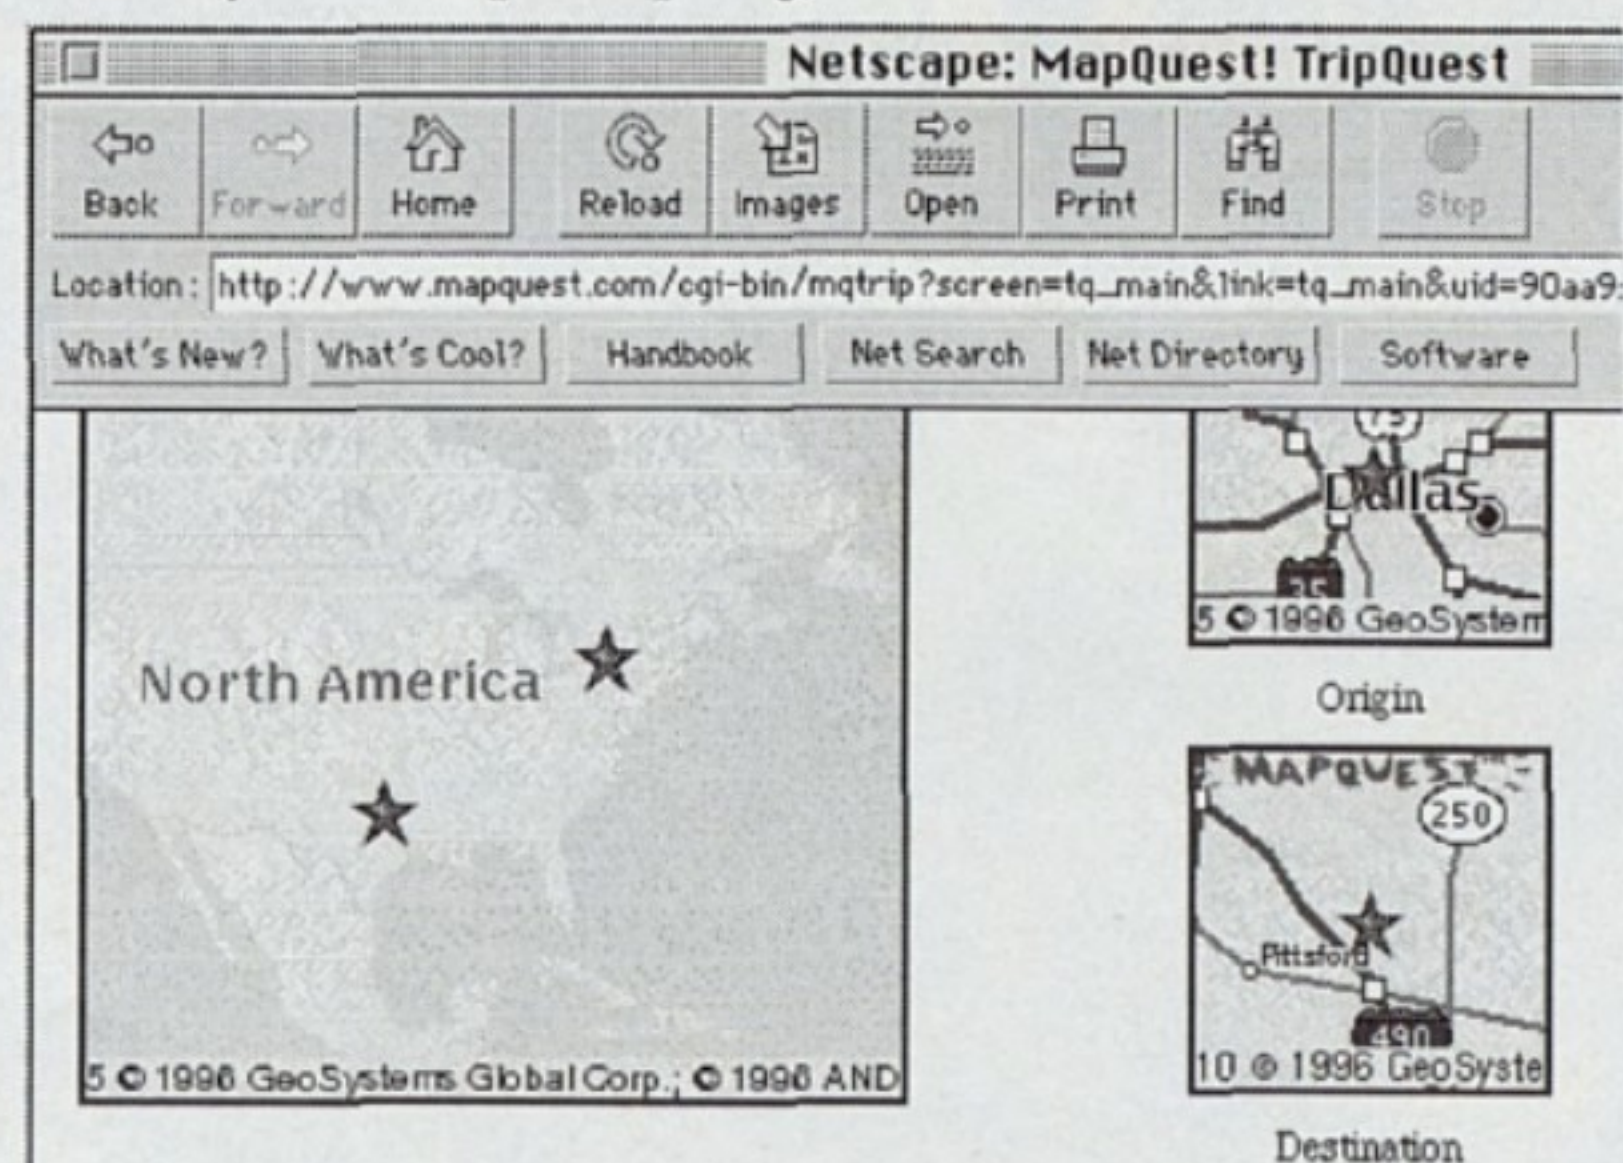 Netscape: MapQuest! TripQuest
Back Forward Home Reload Images Open Print Find Stop
Location: http://www.mapquest.com/cgi-bin/mqtrip?screen=tq_main&link=tq_main&uid=90aa9
What's New? What's Cool? Handbook Net Search Net Directory Software
North America
5 © 1996 GeoSystems Global Corp.; © 1996 AND
75
Dallas
35
5 © 1996 GeoSystem
Origin
MAPQUEST
250
Pittsford
490
10 © 1996 GeoSyste
Destination